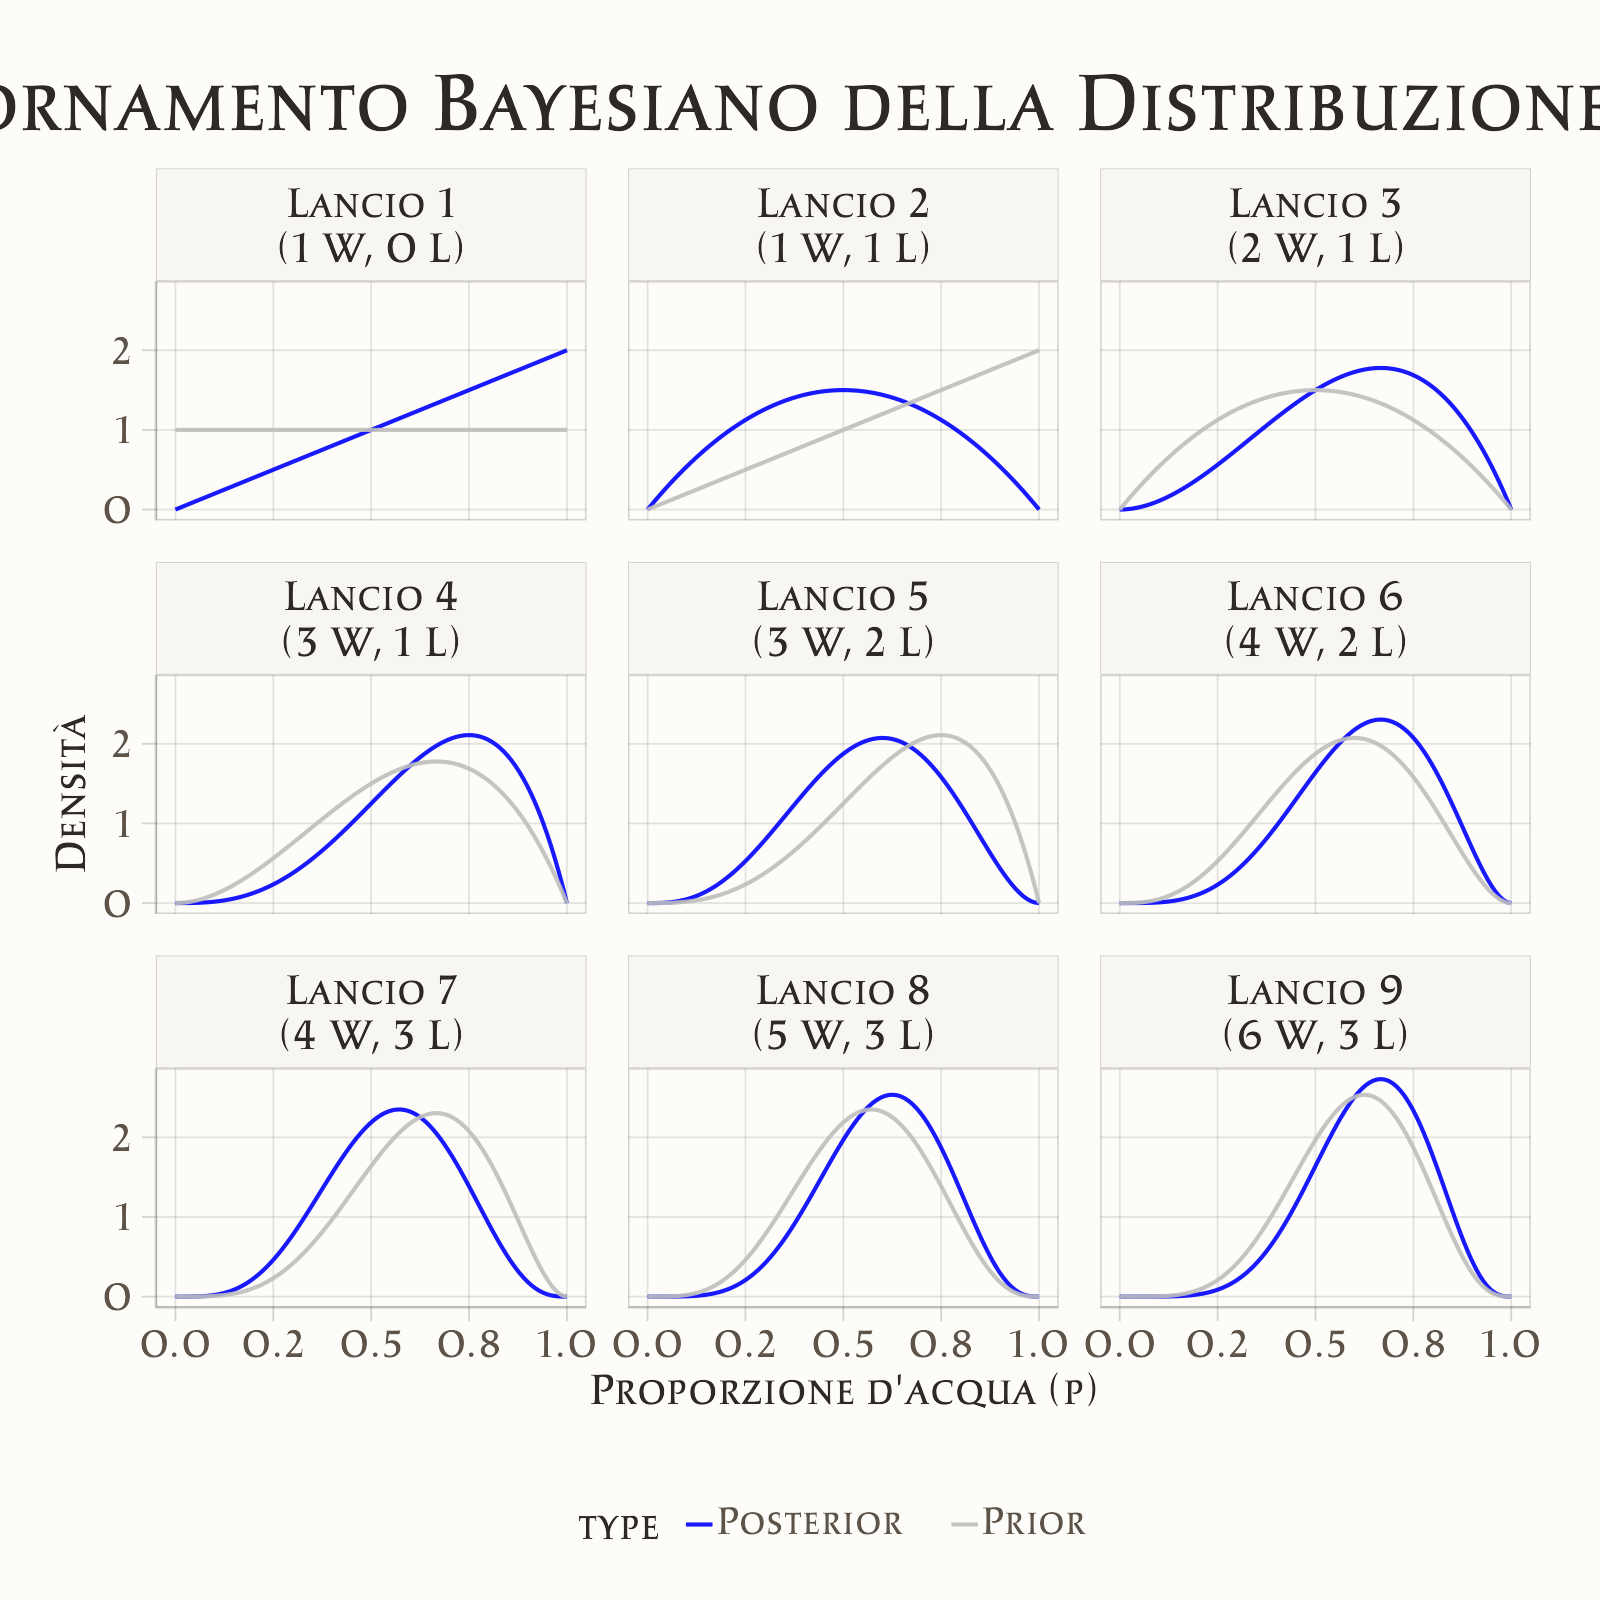 ornamento Bayesiano della Distribuzione
Lancio 1
(1 W, 0 L)
Lancio 2
(1 W, 1 L)
Lancio 3
(2 W, 1 L)
2
1
0
Lancio 4
(3 W, 1 L)
Lancio 5
(3 W, 2 L)
Lancio 6
(4 W, 2 L)
Densità
2
1
0
Lancio 7
(4 W, 3 L)
Lancio 8
(5 W, 3 L)
Lancio 9
(6 W, 3 L)
2
1
0
0.0 0.2 0.5 0.8 1.0 0.0 0.2 0.5 0.8 1.0 0.0 0.2 0.5 0.8 1.0
Proporzione d'acqua (p)
type Posterior Prior